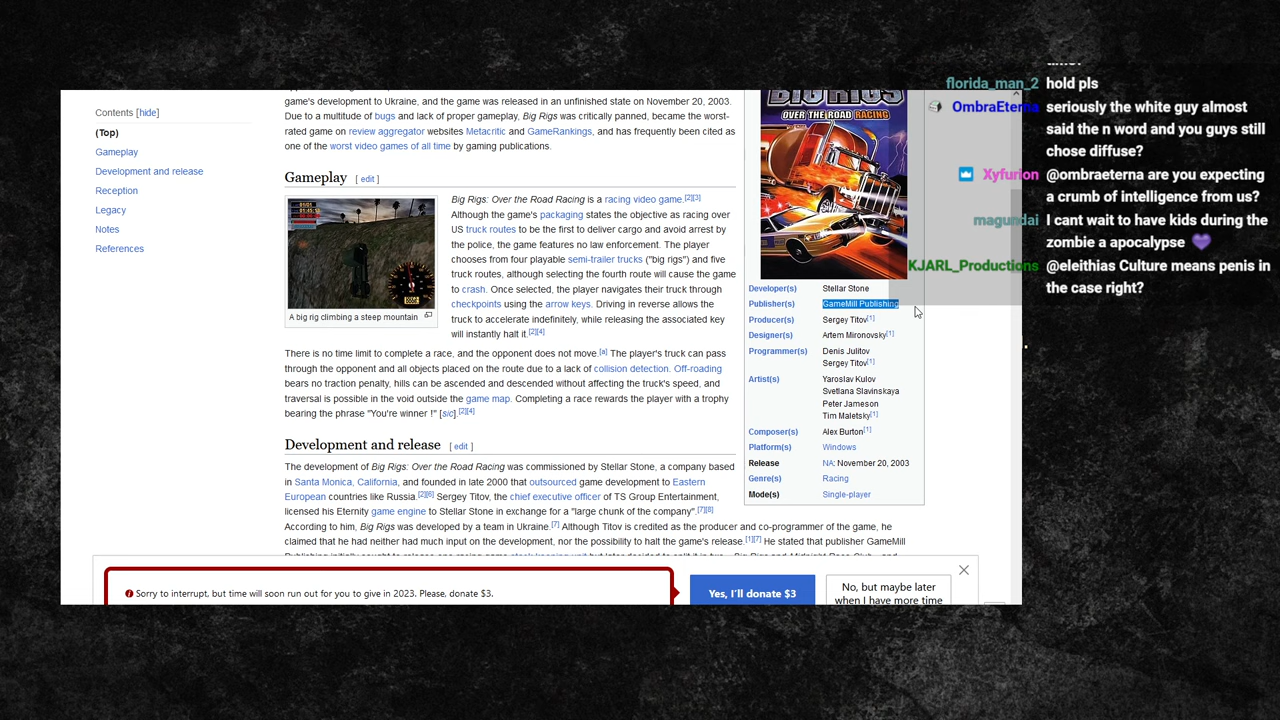 Contents [hide]
(Top)
Gameplay
Development and release
Reception
Legacy
Notes
References
game's development to Ukraine, and the game was released in an unfinished state on November 20, 2003.
Due to a multitude of bugs and lack of proper gameplay, Big Rigs was critically panned, became the worst-
rated game on review aggregator websites Metacritic and GameRankings, and has frequently been cited as
one of the worst video games of all time by gaming publications.
Gameplay [ edit ]
Big Rigs: Over the Road Racing is a racing video game.[2][3]
Although the game's packaging states the objective as racing over
US truck routes to be the first to deliver cargo and avoid arrest by
the police, the game features no law enforcement. The player
chooses from four playable semi-trailer trucks ("big rigs") and five
truck routes, although selecting the fourth route will cause the game
to crash. Once selected, the player navigates their truck through
checkpoints using the arrow keys. Driving in reverse allows the
truck to accelerate indefinitely, while releasing the associated key
will instantly halt it.[2][4]
A big rig climbing a steep mountain
There is no time limit to complete a race, and the opponent does not move.[a] The player's truck can pass
through the opponent and all objects placed on the route due to a lack of collision detection. Off-roading
bears no traction penalty, hills can be ascended and descended without affecting the truck's speed, and
traversal is possible in the void outside the game map. Completing a race rewards the player with a trophy
bearing the phrase "You're winner !" [sic].[2][4]
Development and release [ edit ]
The development of Big Rigs: Over the Road Racing was commissioned by Stellar Stone, a company based
in Santa Monica, California, and founded in late 2000 that outsourced game development to Eastern
European countries like Russia.[2][6] Sergey Titov, the chief executive officer of TS Group Entertainment,
licensed his Eternity game engine to Stellar Stone in exchange for a "large chunk of the company".[7][8]
According to him, Big Rigs was developed by a team in Ukraine.[7] Although Titov is credited as the producer and co-programmer of the game, he
claimed that he had neither had much input on the development, nor the possibility to halt the game's release.[1][7] He stated that publisher GameMill
BIG RIGS
OVER THE ROAD RACING
Developer(s) Stellar Stone
Publisher(s) GameMill Publishing
Producer(s) Sergey Titov[1]
Designer(s) Artem Mironovsky[1]
Programmer(s) Denis Julitov
Sergey Titov[1]
Artist(s) Yaroslav Kulov
Svetlana Slavinskaya
Peter Jameson
Tim Maletsky[1]
Composer(s) Alex Burton[1]
Platform(s) Windows
Release NA: November 20, 2003
Genre(s) Racing
Mode(s) Single-player
Sorry to interrupt, but time will soon run out for you to give in 2023. Please, donate $3.
Yes, I'll donate $3
No, but maybe later
when I have more time
florida_man_2 hold pls
OmbraEterna seriously the white guy almost
said the n word and you guys still
chose diffuse?
Xyfurion @ombraeterna are you expecting
a crumb of intelligence from us?
magundai I cant wait to have kids during the
zombie a apocalypse
KJARL_Productions @eleithias Culture means penis in
the case right?